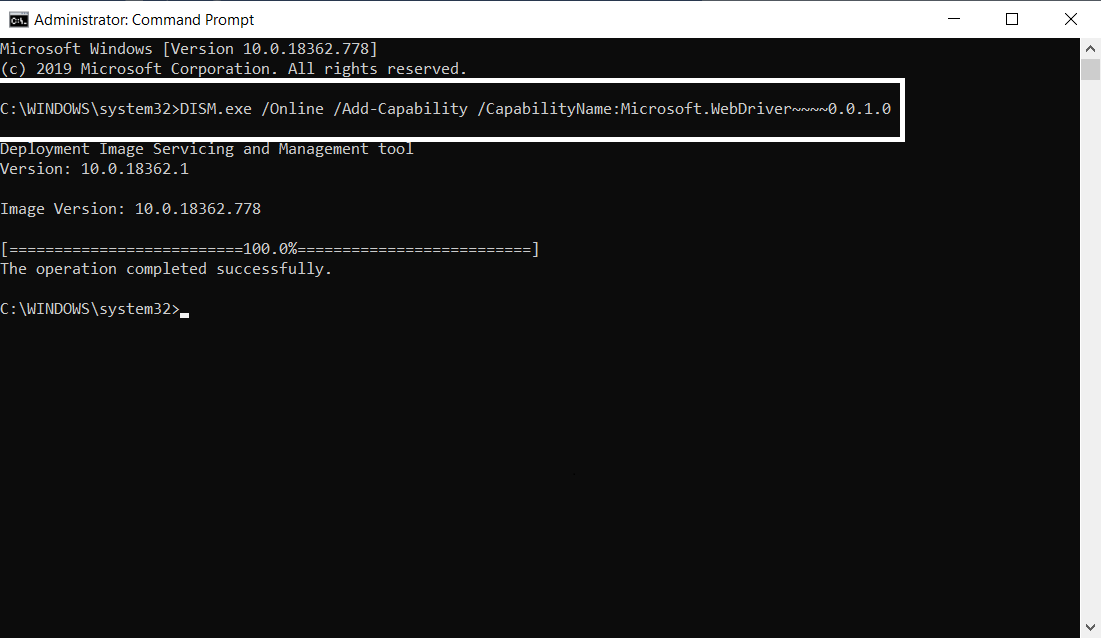 Administrator: Command Prompt
Microsoft Windows [Version 10.0.18362.778]
(c) 2019 Microsoft Corporation. All rights reserved.
C:\WINDOWS\system32>DISM.exe /Online /Add-Capability /CapabilityName:Microsoft.WebDriver~~~~0.0.1.0
Deployment Image Servicing and Management tool
Version: 10.0.18362.1
Image Version: 10.0.18362.778
[==========================100.0%==========================]
The operation completed successfully.
C:\WINDOWS\system32>